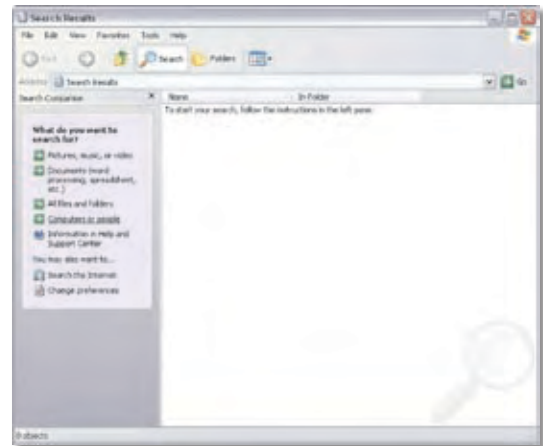 Search Results
File Edit View Favorites Tools Help
Search Folders
Address Search Results Go
Search Companion
Name In Folder
To start your search, follow the instructions in the left pane.
What do you want to
search for?
Pictures, music, or video
Documents (word
processing, spreadsheet,
etc.)
All files and folders
Computers or people
Information in Help and
Support Center
You may also want to...
Search the Internet
Change preferences
0 objects